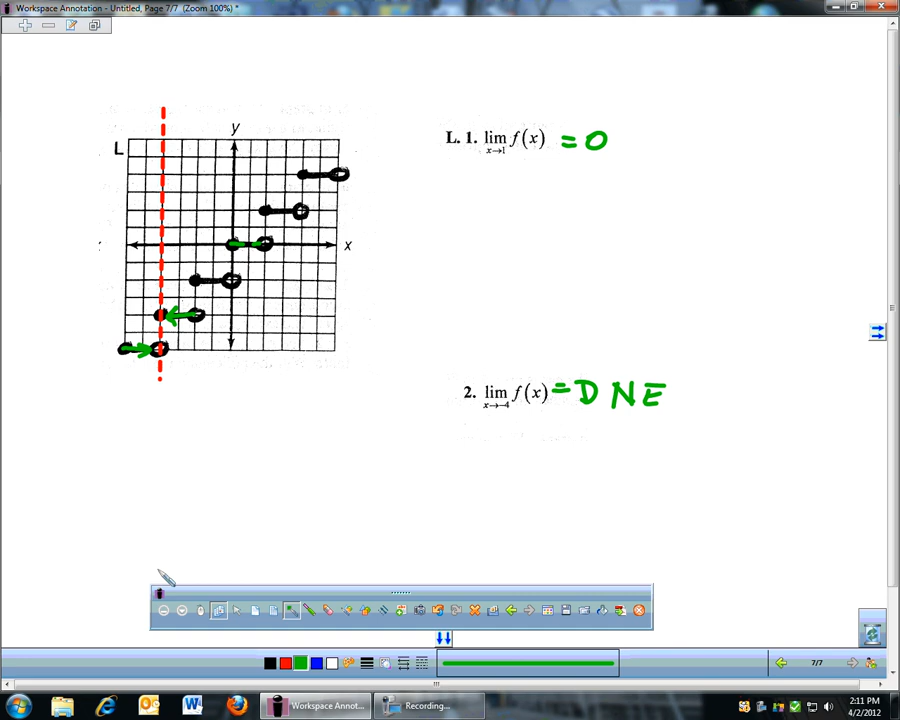 Workspace Annotation - Untitled, Page 7/7 (Zoom 100%) *
y
L
x
L. 1. lim f(x) = 0
x→1
2. lim f(x) = D N E
x→-4
7/7
Workspace Annot...
Recording...
2:11 PM
4/2/2012